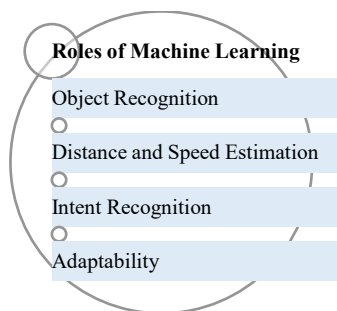 Roles of Machine Learning
Object Recognition
Distance and Speed Estimation
Intent Recognition
Adaptability